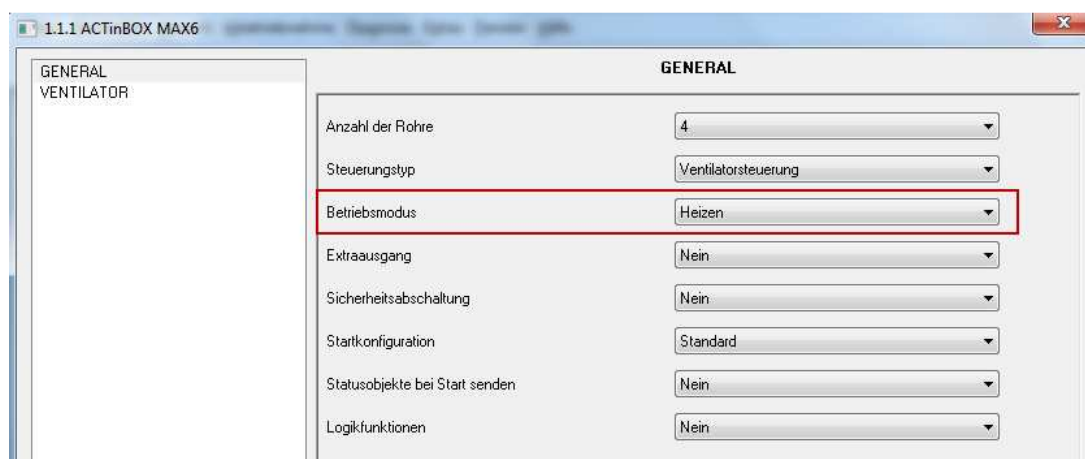 1.1.1 ACTinBOX MAX6
GENERAL
VENTILATOR
GENERAL
Anzahl der Rohre 4
Steuerungstyp Ventilatorsteuerung
Betriebsmodus Heizen
Extraausgang Nein
Sicherheitsabschaltung Nein
Startkonfiguration Standard
Statusobjekte bei Start senden Nein
Logikfunktionen Nein